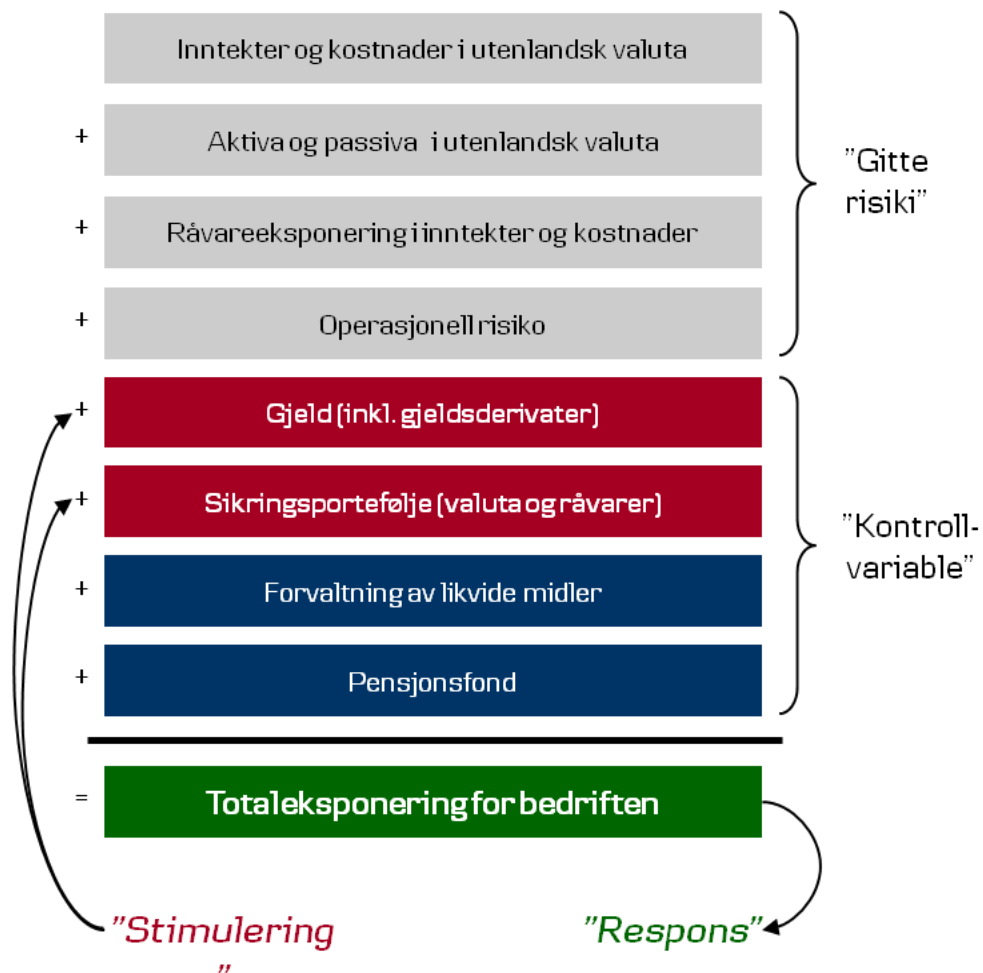 Inntekter og kostnader i utenlandsk valuta
+ Aktiva og passiva i utenlandsk valuta
+ Råvareeksponering i inntekter og kostnader
+ Operasjonell risiko
”Gitte
risiki”
+ Gjeld (inkl. gjeldsderivater)
+ Sikringsportefølje (valuta og råvarer)
+ Forvaltning av likvide midler
+ Pensjonsfond
”Kontroll-
variable”
= Totaleksponering for bedriften
”Stimulering
”
”Respons”